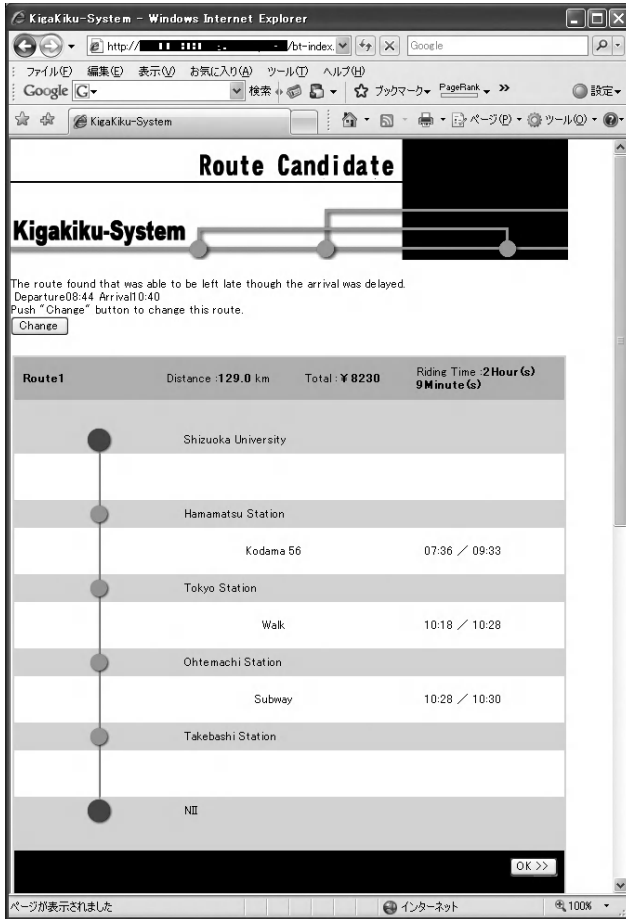 KigaKiku-System - Windows Internet Explorer
http:// /bt-index. Google
ファイル(F) 編集(E) 表示(V) お気に入り(A) ツール(T) ヘルプ(H)
Google G 検索 ブックマーク PageRank >> 設定
KigaKiku-System ページ(P) ツール(O)
Route Candidate
Kigakiku-System
The route found that was able to be left late though the arrival was delayed.
Departure08:44 Arrival10:40
Push "Change" button to change this route.
Change
Route1 Distance :129.0 km Total : ¥8230 Riding Time :2Hour(s)
9Minute(s)
Shizuoka University
Hamamatsu Station
Kodama 56 07:36 ／ 09:33
Tokyo Station
Walk 10:18 ／ 10:28
Ohtemachi Station
Subway 10:28 ／ 10:30
Takebashi Station
NII
OK >>
ページが表示されました インターネット 100%